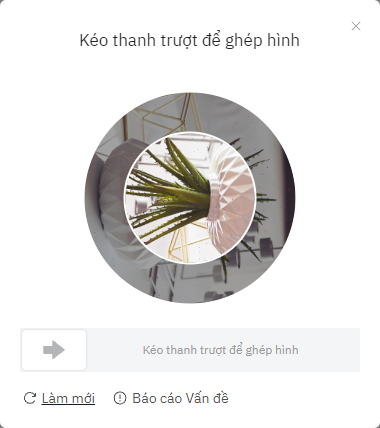 Kéo thanh trượt để ghép hình
Kéo thanh trượt để ghép hình
Làm mới
Báo cáo Vấn đề